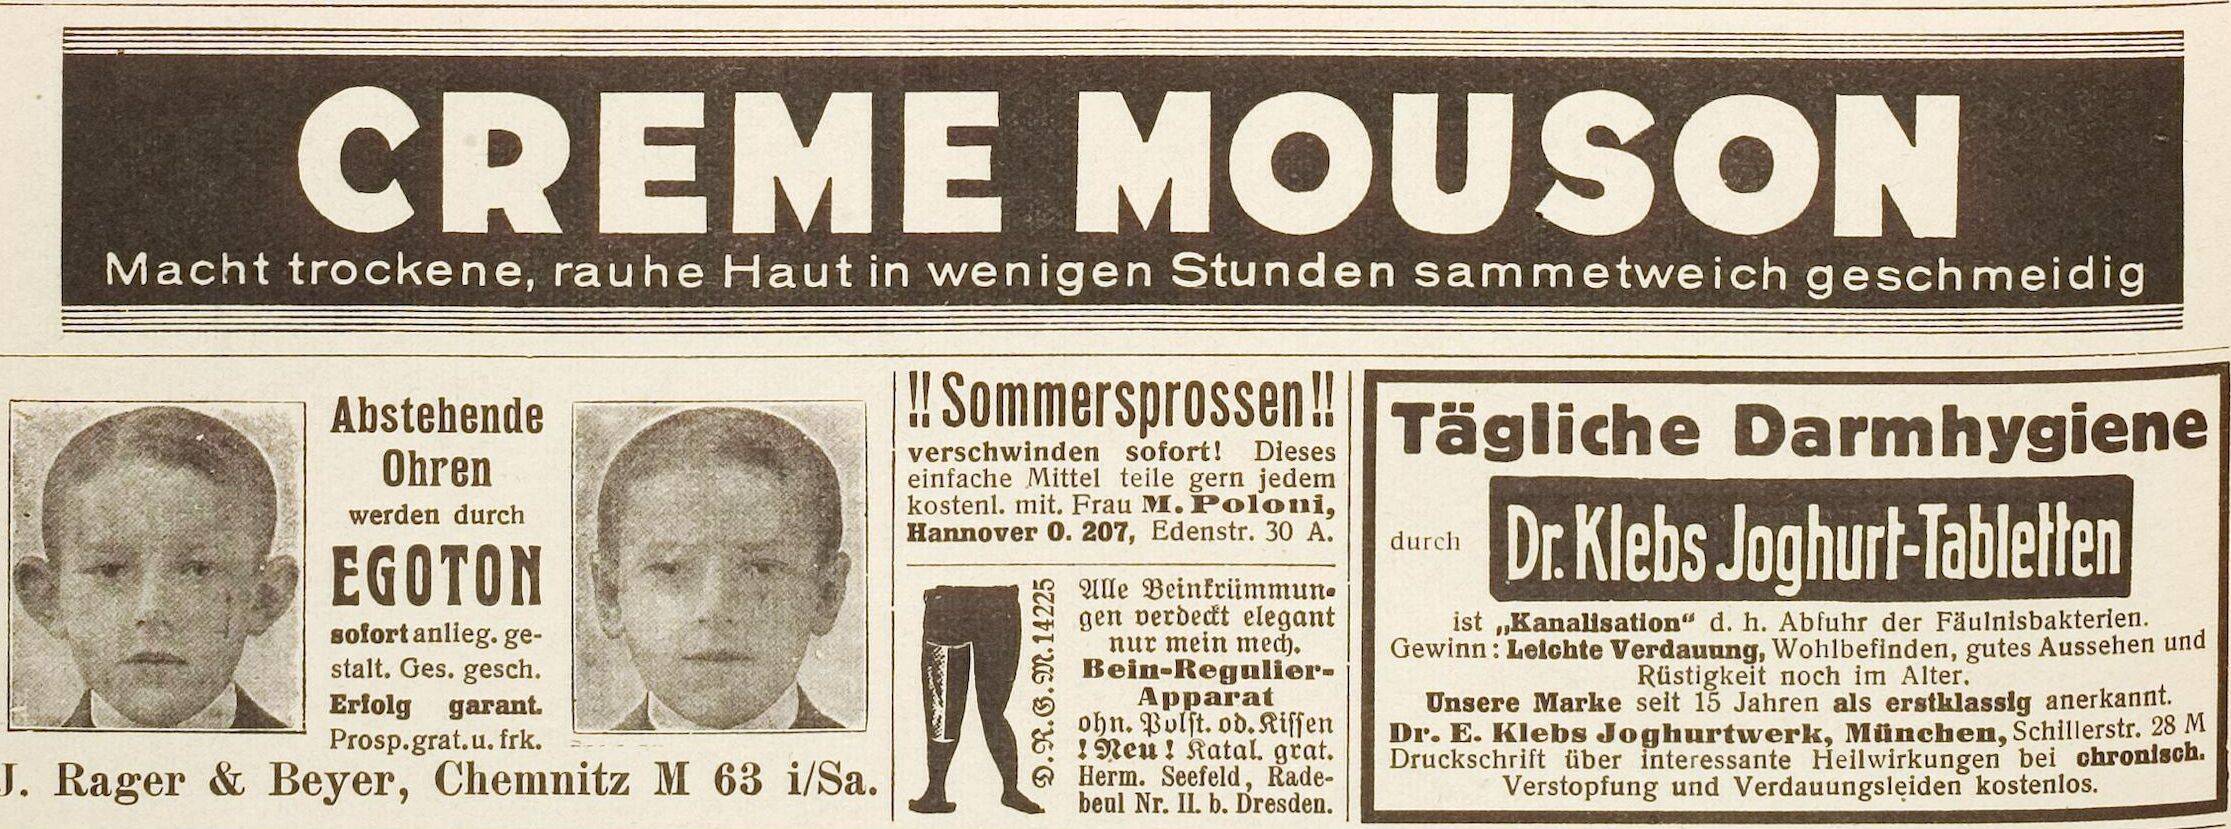 CREME MOUSON
Macht trockene, rauhe Haut in wenigen Stunden sammetweich geschmeidig
Abstehende
Ohren
werden durch
EGOTON
sofort anlieg. ge-
stalt. Ges. gesch.
Erfolg garant.
Prosp. grat. u. frk.
J. Rager & Beyer, Chemnitz M 63 i/Sa.
!! Sommersprossen !!
verschwinden sofort! Dieses
einfache Mittel teile gern jedem
kostenl. mit. Frau M. Poloni,
Hannover O. 207, Edenstr. 30 A.
D.R.G.M. 14225
Alle Beinkrümmun-
gen verdeckt elegant
nur mein mech.
Bein-Regulier-
Apparat
ohn. Polst. od. Kissen
! Neu ! Katal. grat.
Herm. Seefeld, Rade-
beul Nr. II. b. Dresden.
Tägliche Darmhygiene
durch Dr. Klebs Joghurt-Tabletten
ist „Kanalisation“ d. h. Abfuhr der Fäulnisbakterien.
Gewinn: Leichte Verdauung, Wohlbefinden, gutes Aussehen und
Rüstigkeit noch im Alter.
Unsere Marke seit 15 Jahren als erstklassig anerkannt.
Dr. E. Klebs Joghurtwerk, München, Schillerstr. 28 M
Druckschrift über interessante Heilwirkungen bei chronisch.
Verstopfung und Verdauungsleiden kostenlos.